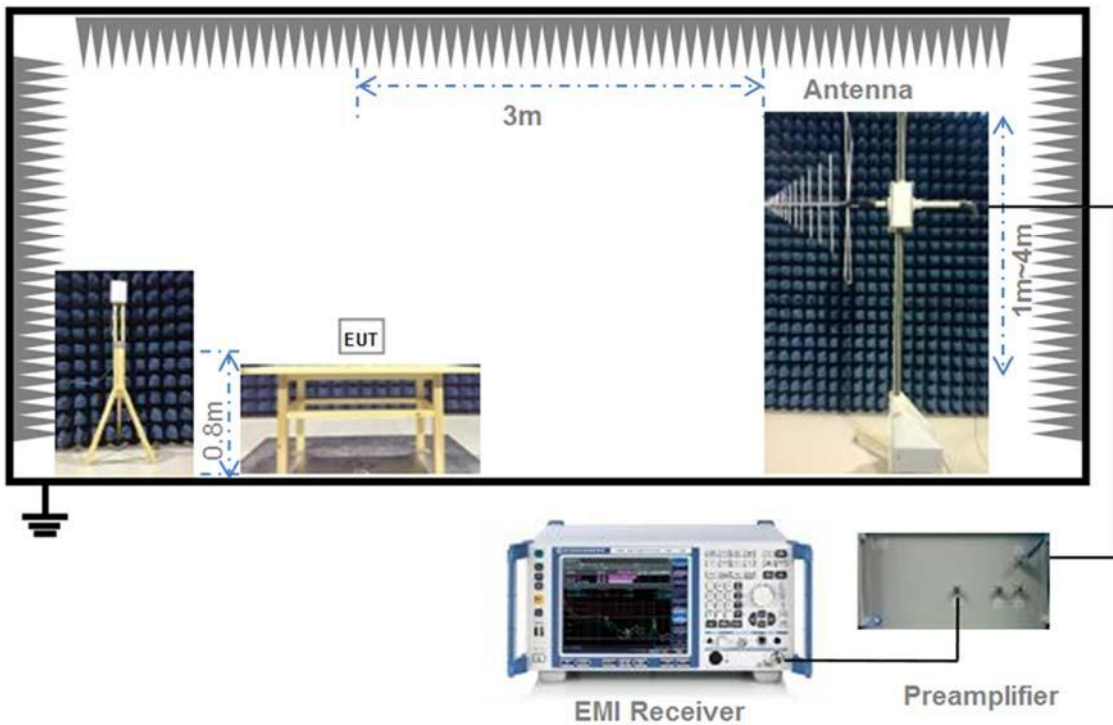 Antenna
3m
1m~4m
EUT
0.8m
EMI Receiver
Preamplifier